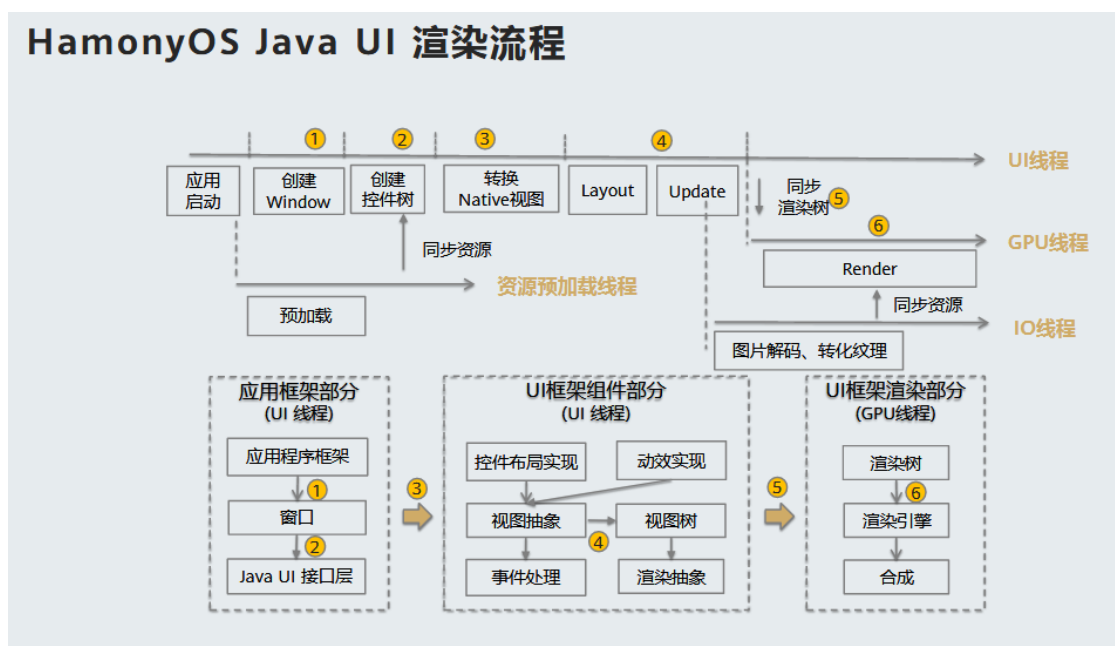 HamonyOS Java UI 渲染流程
① ② ③ ④
UI线程
应用
启动
创建
Window
创建
控件树
转换
Native视图
Layout
Update
同步
渲染树 ⑤
⑥
GPU线程
同步资源
Render
资源预加载线程
预加载
同步资源
IO线程
图片解码、转化纹理
应用框架部分
(UI 线程)
应用程序框架
①
窗口
②
Java UI 接口层
③
UI框架组件部分
(UI 线程)
控件布局实现
动效实现
视图抽象
④
视图树
事件处理
渲染抽象
⑤
UI框架渲染部分
(GPU线程)
渲染树
⑥
渲染引擎
合成